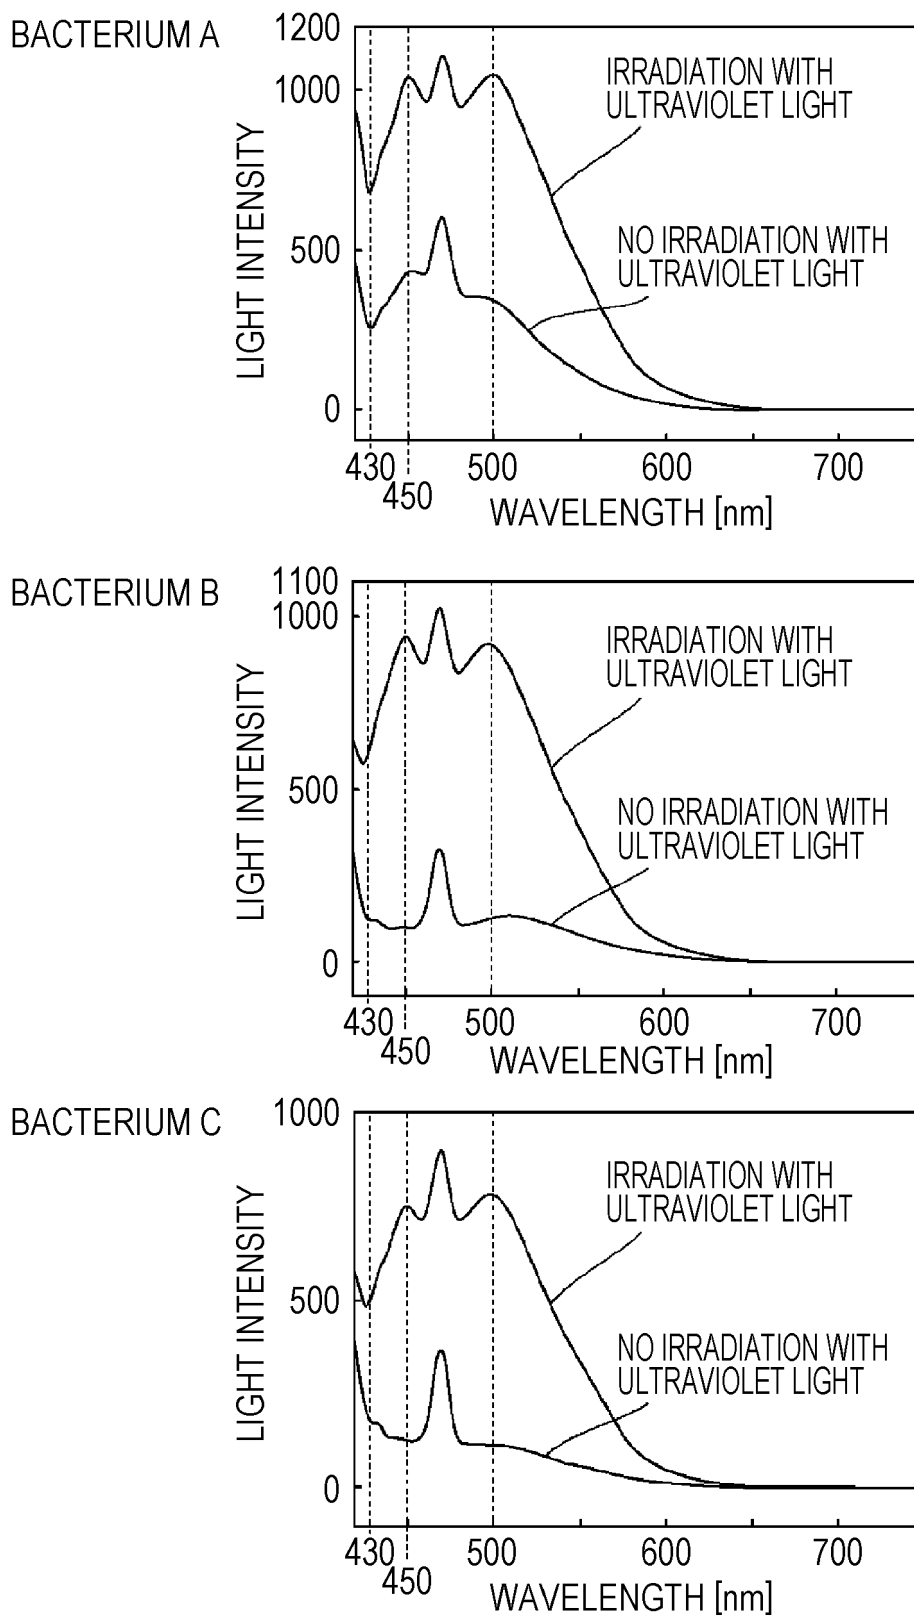 BACTERIUM A
1200
1000
500
0
LIGHT INTENSITY
IRRADIATION WITH
ULTRAVIOLET LIGHT
NO IRRADIATION WITH
ULTRAVIOLET LIGHT
430
450
500
600
700
WAVELENGTH [nm]
BACTERIUM B
1100
1000
500
0
LIGHT INTENSITY
IRRADIATION WITH
ULTRAVIOLET LIGHT
NO IRRADIATION WITH
ULTRAVIOLET LIGHT
430
450
500
600
700
WAVELENGTH [nm]
BACTERIUM C
1000
500
0
LIGHT INTENSITY
IRRADIATION WITH
ULTRAVIOLET LIGHT
NO IRRADIATION WITH
ULTRAVIOLET LIGHT
430
450
500
600
700
WAVELENGTH [nm]